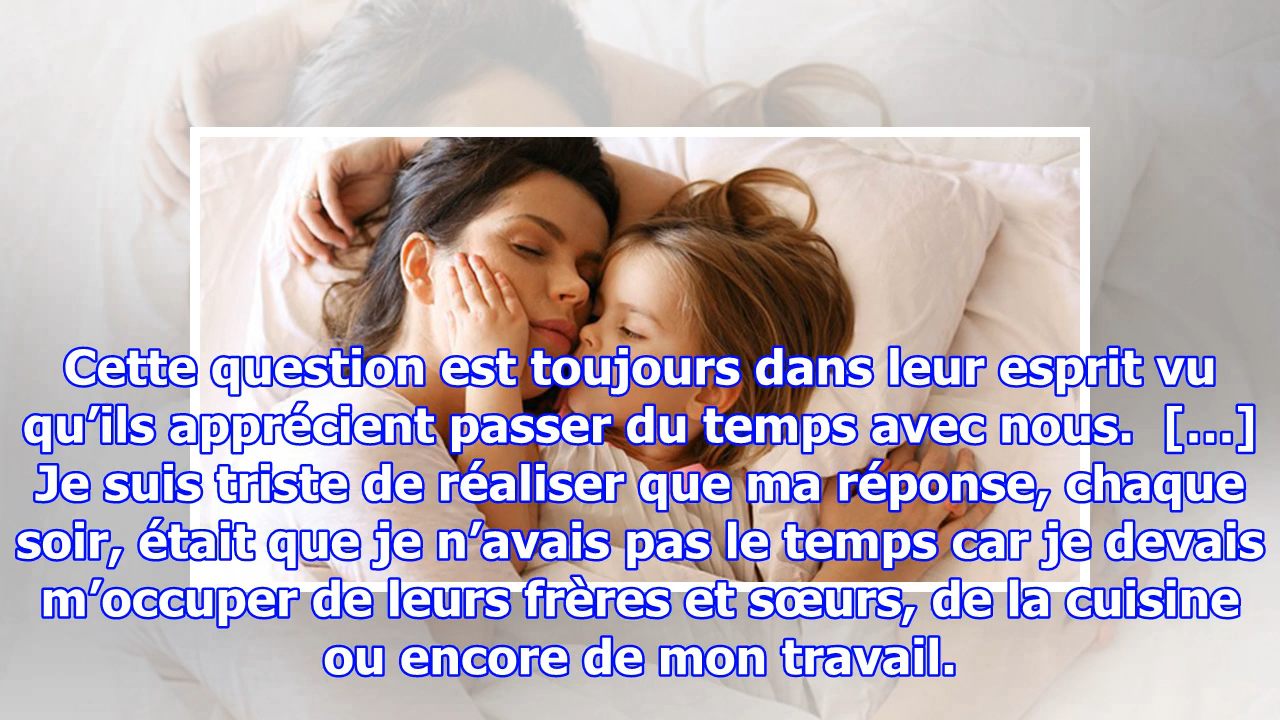 Cette question est toujours dans leur esprit vu
qu’ils apprécient passer du temps avec nous.  [...]
Je suis triste de réaliser que ma réponse, chaque
soir, était que je n’avais pas le temps car je devais
m’occuper de leurs frères et sœurs, de la cuisine
ou encore de mon travail.